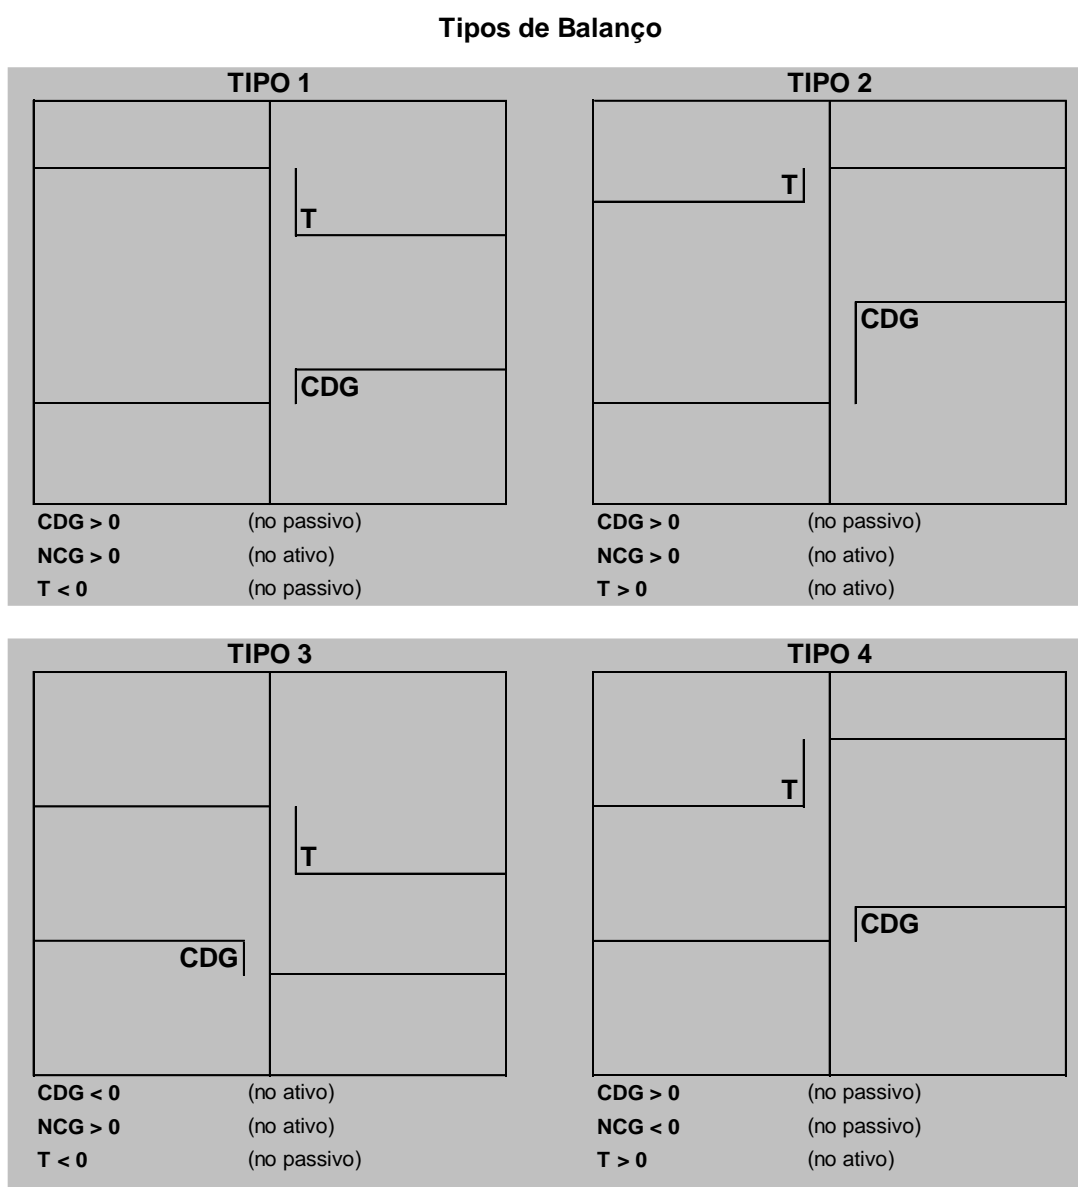 Tipos de Balanço
TIPO 1
T
CDG
CDG > 0 (no passivo)
NCG > 0 (no ativo)
T < 0 (no passivo)
TIPO 2
T
CDG
CDG > 0 (no passivo)
NCG > 0 (no ativo)
T > 0 (no ativo)
TIPO 3
T
CDG
CDG < 0 (no ativo)
NCG > 0 (no ativo)
T < 0 (no passivo)
TIPO 4
T
CDG
CDG > 0 (no passivo)
NCG < 0 (no passivo)
T > 0 (no ativo)